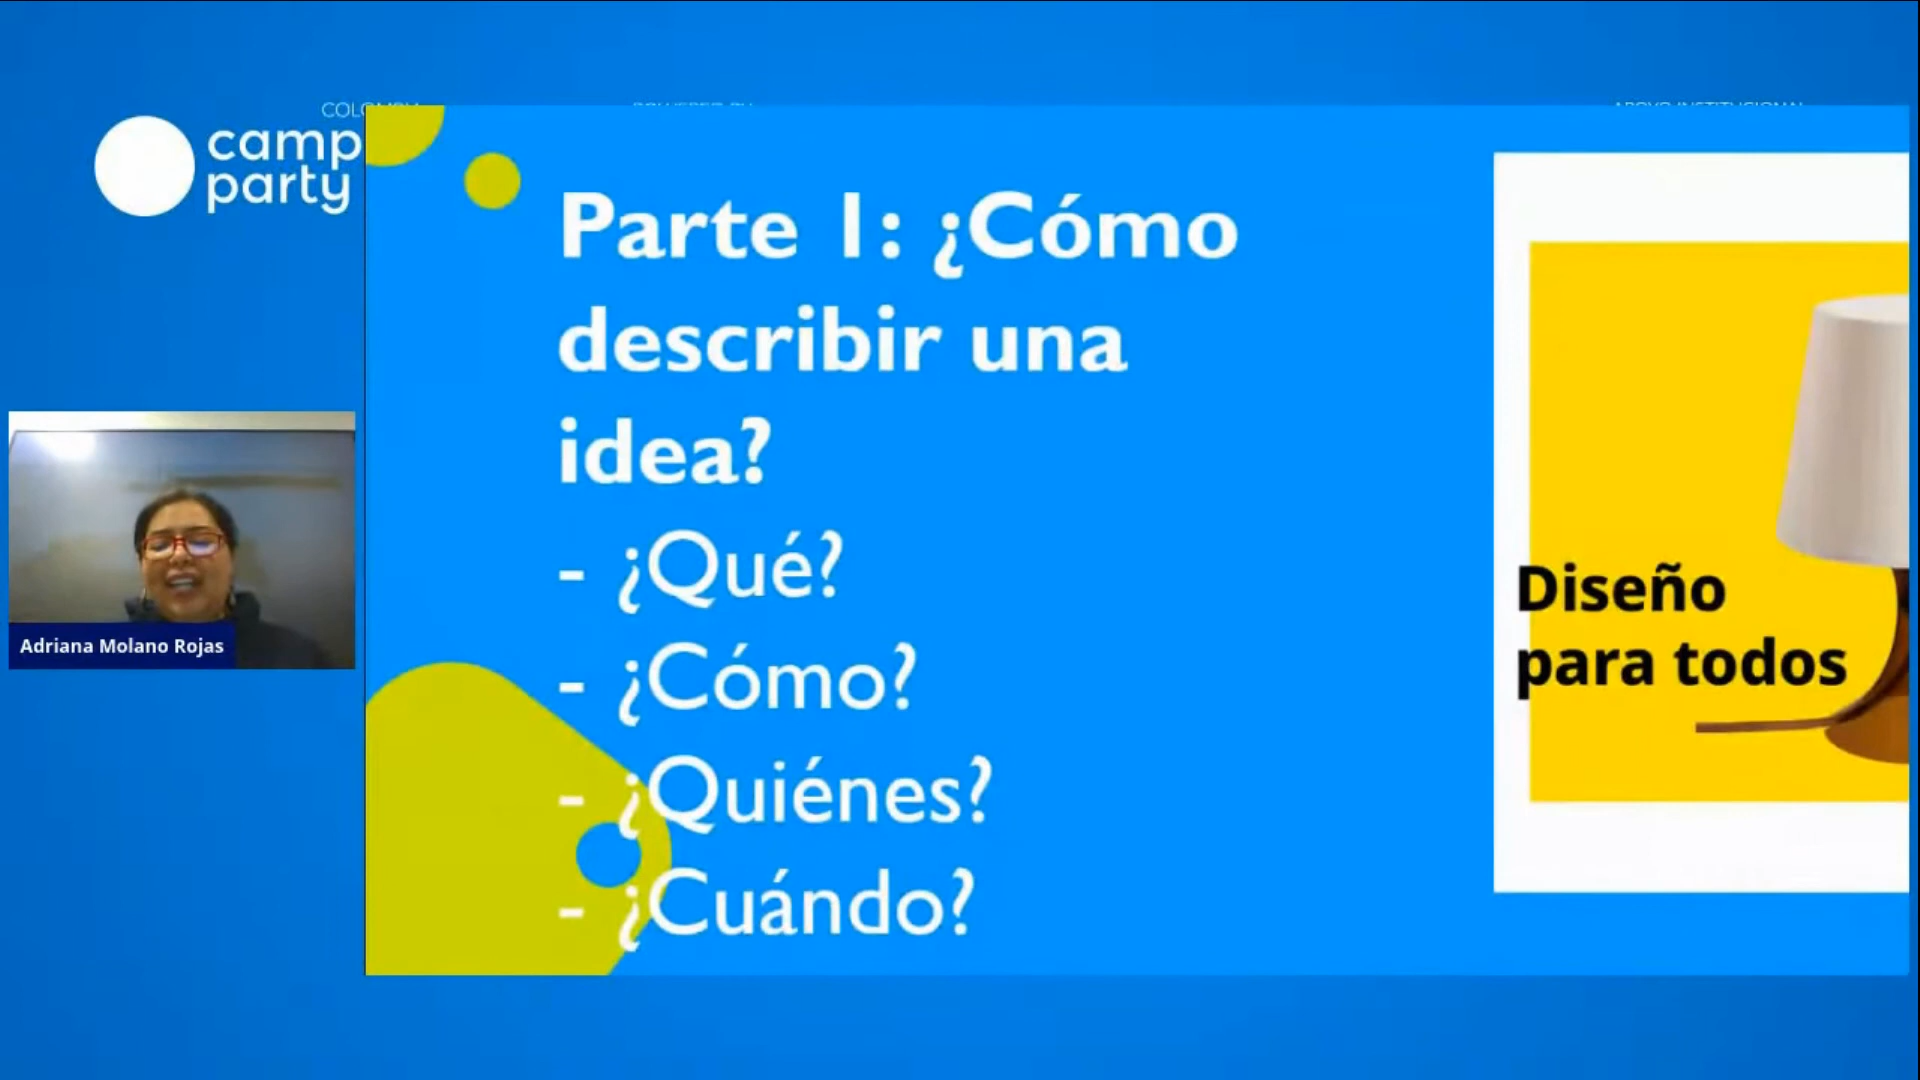 camp
party
Parte 1: ¿Cómo
describir una
idea?
- ¿Qué?
- ¿Cómo?
- ¿Quiénes?
- ¿Cuándo?
Diseño
para todos
Adriana Molano Rojas